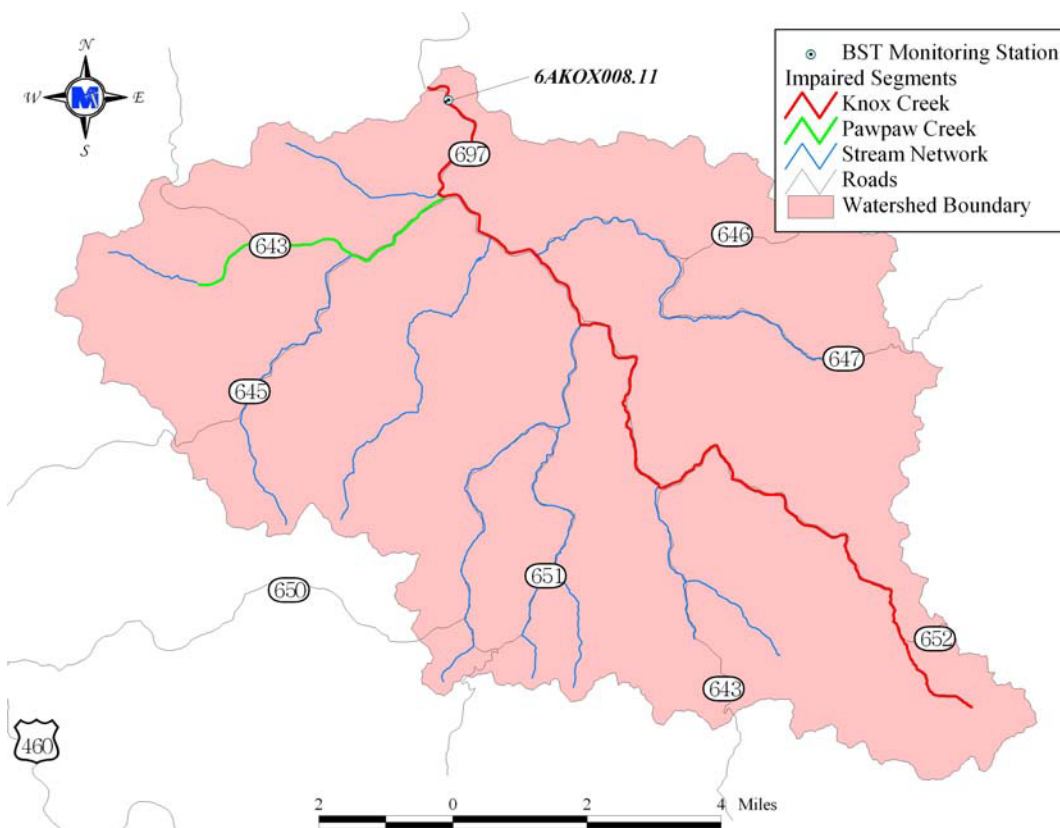 N
W
E
S
6AKOX008.11
BST Monitoring Station
Impaired Segments
Knox Creek
Pawpaw Creek
Stream Network
Roads
Watershed Boundary
697
643
646
647
645
651
650
652
643
460
2 0 2 4 Miles